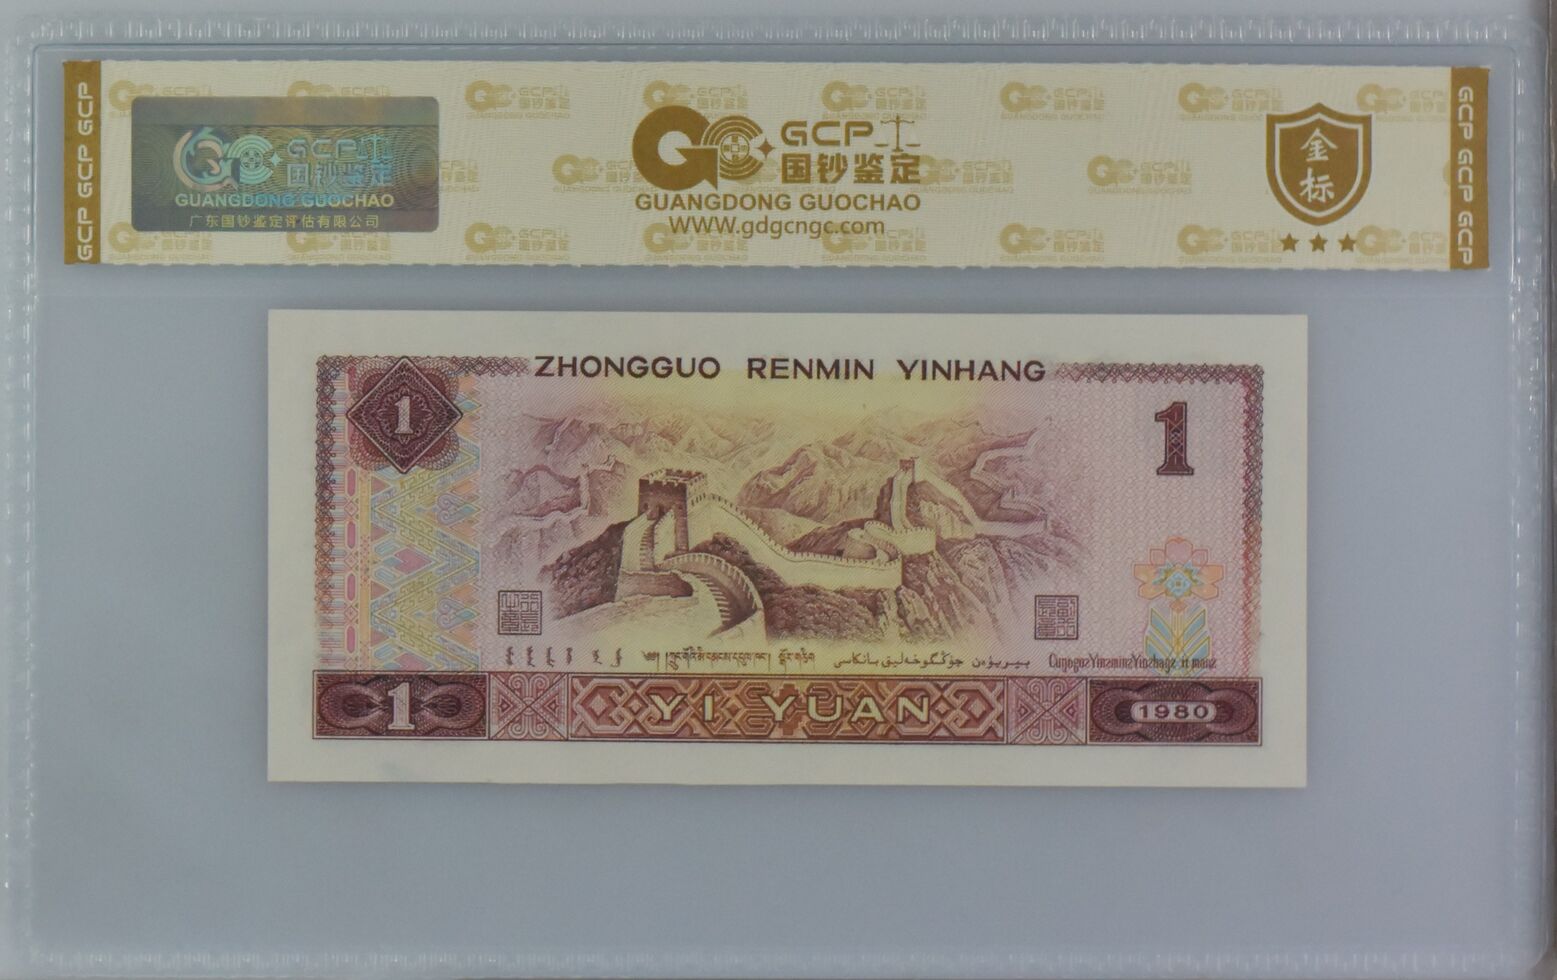 GCP GCP GCP
GCP
国钞鉴定
GUANGDONG GUOCHAO
广东国钞鉴定评估有限公司
GCP
国钞鉴定
GUANGDONG GUOCHAO
WWW.gdgcngc.com
金标
GCP GCP GCP
ZHONGGUO RENMIN YINHANG
1
1
1
YI YUAN
1980